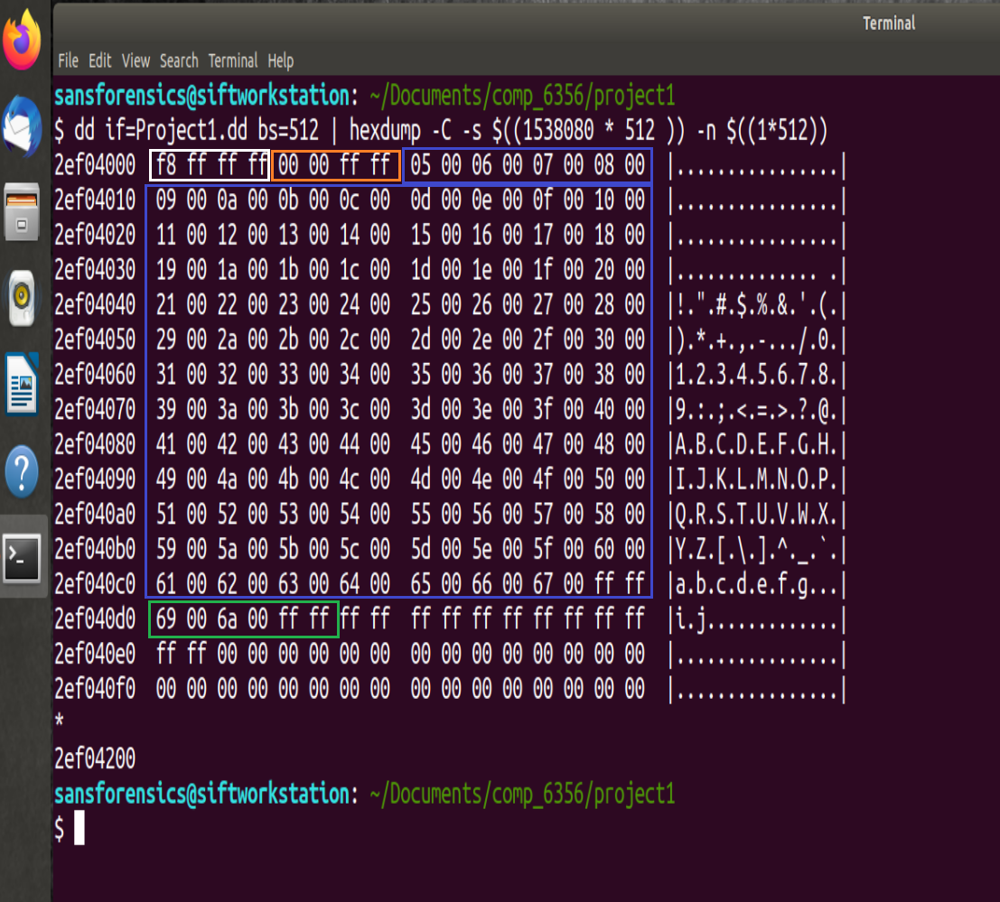 Terminal
File Edit View Search Terminal Help
sansforensics@siftworkstation: ~/Documents/comp_6356/project1
$ dd if=Project1.dd bs=512 | hexdump -C -s $((1538080 * 512 )) -n $((1*512))
2ef04000 f8 ff ff ff 00 00 ff ff 05 00 06 00 07 00 08 00 |................|
2ef04010 09 00 0a 00 0b 00 0c 00 0d 00 0e 00 0f 00 10 00 |................|
2ef04020 11 00 12 00 13 00 14 00 15 00 16 00 17 00 18 00 |................|
2ef04030 19 00 1a 00 1b 00 1c 00 1d 00 1e 00 1f 00 20 00 |.............. .|
2ef04040 21 00 22 00 23 00 24 00 25 00 26 00 27 00 28 00 |!.".#.$.%.&.'.(.|
2ef04050 29 00 2a 00 2b 00 2c 00 2d 00 2e 00 2f 00 30 00 |).*.+.,.-.../.0.|
2ef04060 31 00 32 00 33 00 34 00 35 00 36 00 37 00 38 00 |1.2.3.4.5.6.7.8.|
2ef04070 39 00 3a 00 3b 00 3c 00 3d 00 3e 00 3f 00 40 00 |9.:.;.<.=.>.?.@.|
2ef04080 41 00 42 00 43 00 44 00 45 00 46 00 47 00 48 00 |A.B.C.D.E.F.G.H.|
2ef04090 49 00 4a 00 4b 00 4c 00 4d 00 4e 00 4f 00 50 00 |I.J.K.L.M.N.O.P.|
2ef040a0 51 00 52 00 53 00 54 00 55 00 56 00 57 00 58 00 |Q.R.S.T.U.V.W.X.|
2ef040b0 59 00 5a 00 5b 00 5c 00 5d 00 5e 00 5f 00 60 00 |Y.Z.[.\.].^._.`.|
2ef040c0 61 00 62 00 63 00 64 00 65 00 66 00 67 00 ff ff |a.b.c.d.e.f.g...|
2ef040d0 69 00 6a 00 ff ff ff ff ff ff ff ff ff ff ff ff |i.j.............|
2ef040e0 ff ff 00 00 00 00 00 00 00 00 00 00 00 00 00 00 |................|
2ef040f0 00 00 00 00 00 00 00 00 00 00 00 00 00 00 00 00 |................|
*
2ef04200
sansforensics@siftworkstation: ~/Documents/comp_6356/project1
$